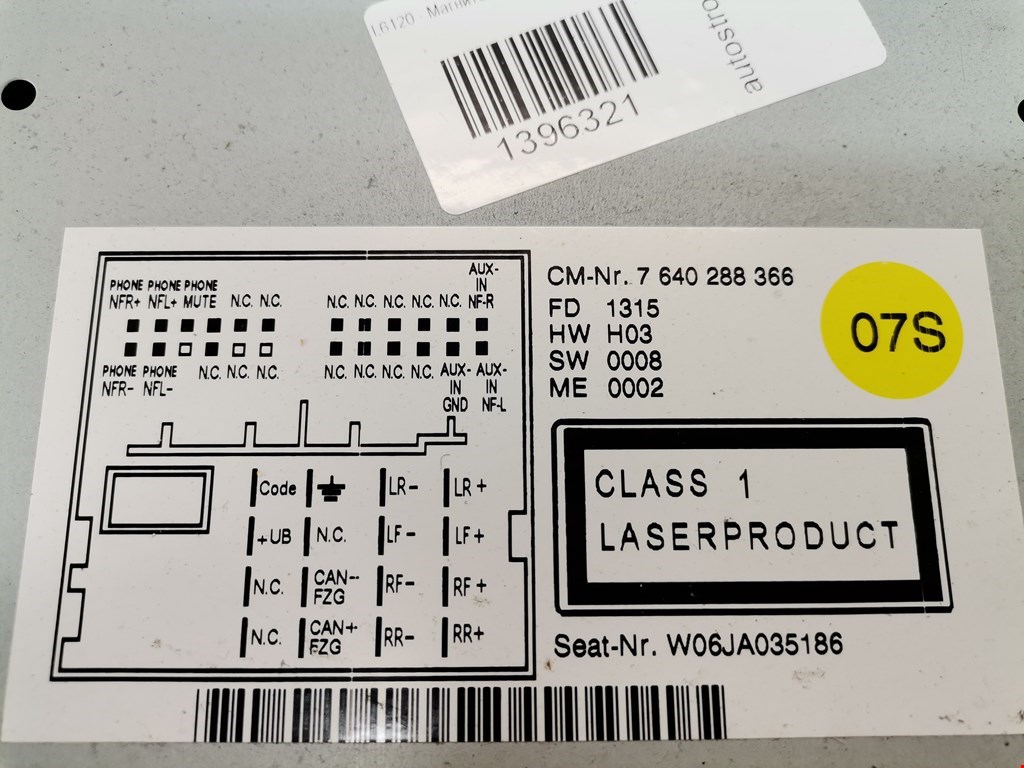 L6120 -
autostro
1396321
PHONE PHONE PHONE
NFR+ NFL+ MUTE N.C. N.C.
N.C. N.C. N.C. N.C. N.C.
AUX-
IN
NF-R
PHONE PHONE
NFR- NFL-
N.C. N.C. N.C.
N.C. N.C. N.C. N.C.
AUX-
IN
GND
AUX-
IN
NF-L
Code LR- LR+
+UB N.C. LF- LF+
N.C. CAN-
FZG RF- RF+
N.C. CAN+
FZG RR- RR+
CM-Nr. 7 640 288 366
FD 1315
HW H03
SW 0008
ME 0002
07S
CLASS 1
LASERPRODUCT
Seat-Nr. W06JA035186